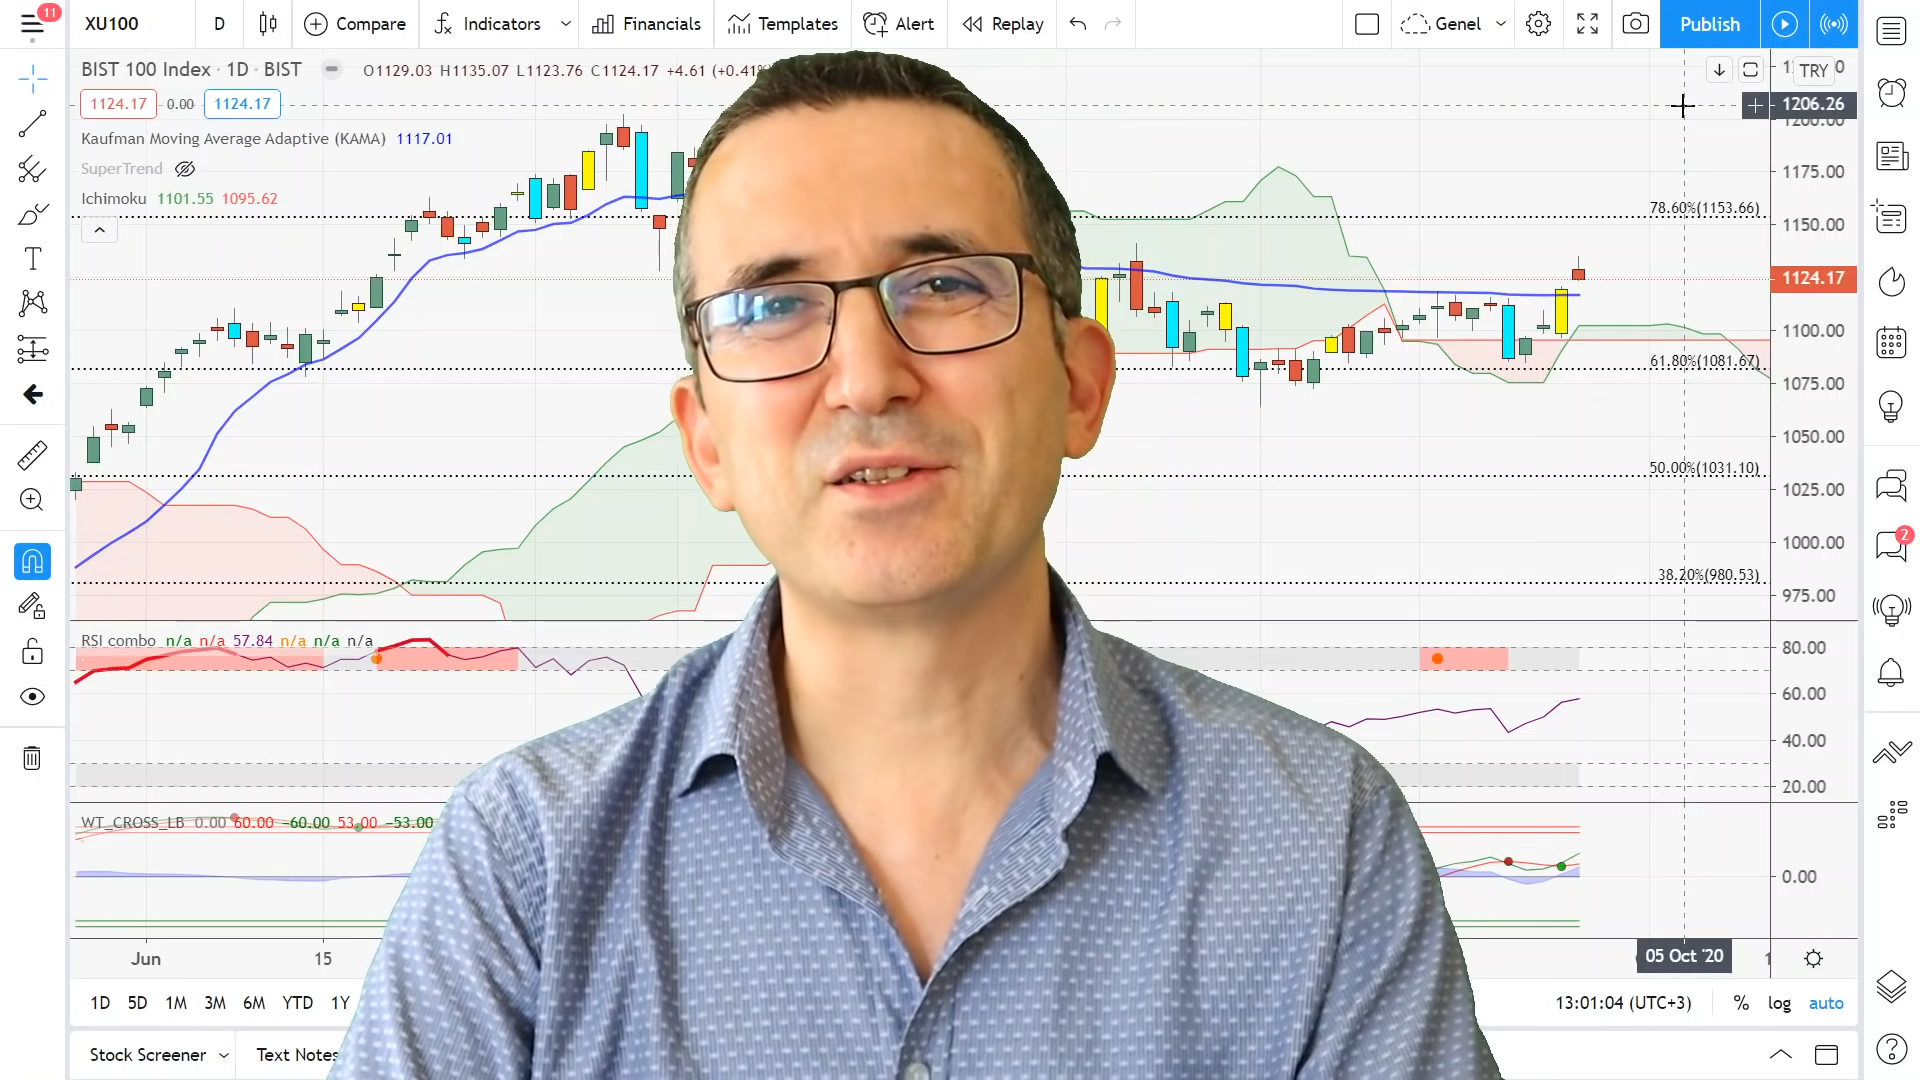 11
XU100
D
Compare
Indicators
Financials
Templates
Alert
Replay
Genel
Publish
BIST 100 Index · 1D · BIST
O1129.03 H1135.07 L1123.76 C1124.17 +4.61 (+0.41%
TRY
1124.17 0.00 1124.17
1206.26
1200.00
Kaufman Moving Average Adaptive (KAMA) 1117.01
SuperTrend
1175.00
Ichimoku 1101.55 1095.62
78.60%(1153.66)
1150.00
1124.17
1100.00
61.80%(1081.67)
1075.00
1050.00
50.00%(1031.10)
1025.00
1000.00
38.20%(980.53)
975.00
2
RSI combo n/a n/a 57.84 n/a n/a n/a
80.00
60.00
40.00
20.00
WT_CROSS_LB 0.00 60.00 −60.00 53.00 −53.00
0.00
Jun
15
05 Oct '20
1D 5D 1M 3M 6M YTD 1Y
13:01:04 (UTC+3)
% log auto
Stock Screener
Text Notes